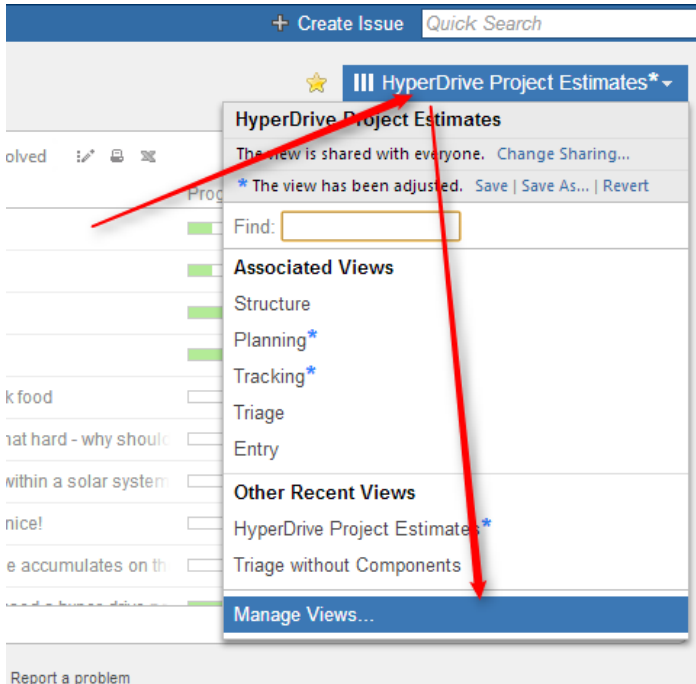 + Create Issue Quick Search
HyperDrive Project Estimates*
HyperDrive Project Estimates
olved
The view is shared with everyone. Change Sharing...
* The view has been adjusted. Save | Save As... | Revert
Prog
Find:
Associated Views
Structure
Planning*
Tracking*
Triage
k food
Entry
hat hard - why should
within a solar system
Other Recent Views
nice!
HyperDrive Project Estimates*
e accumulates on th
Triage without Components
Manage Views...
Report a problem